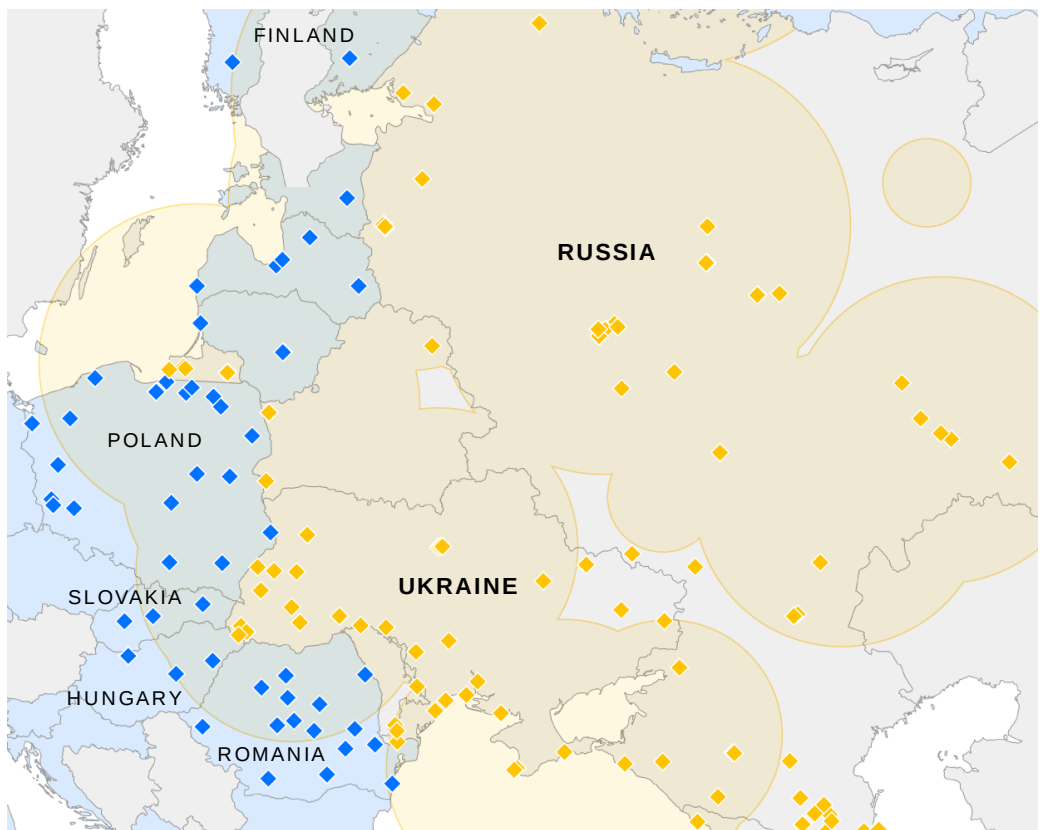 FINLAND
RUSSIA
POLAND
UKRAINE
SLOVAKIA
HUNGARY
ROMANIA